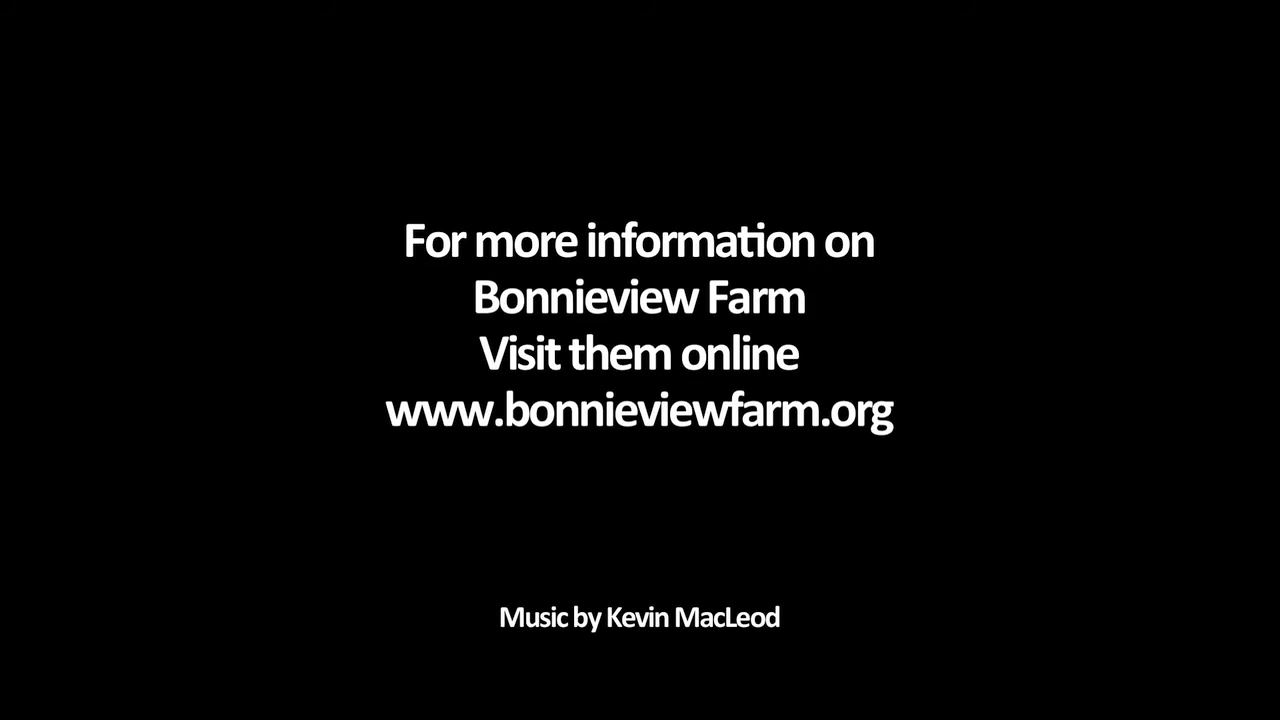 For more information on
Bonnieview Farm
Visit them online
www.bonnieviewfarm.org
Music by Kevin MacLeod